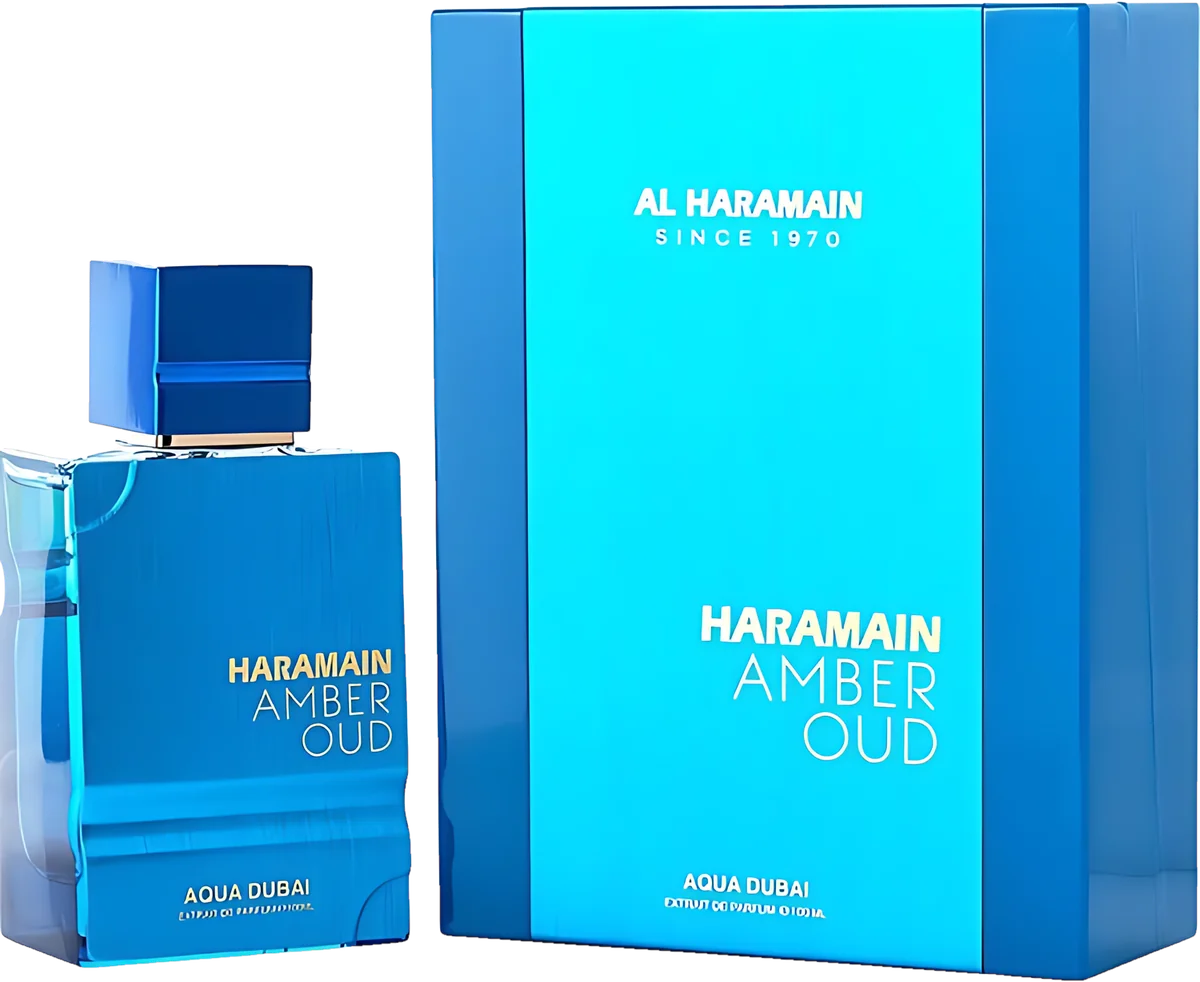 HARAMAIN
AMBER
OUD
AQUA DUBAI
AL HARAMAIN
SINCE 1970
HARAMAIN
AMBER
OUD
AQUA DUBAI